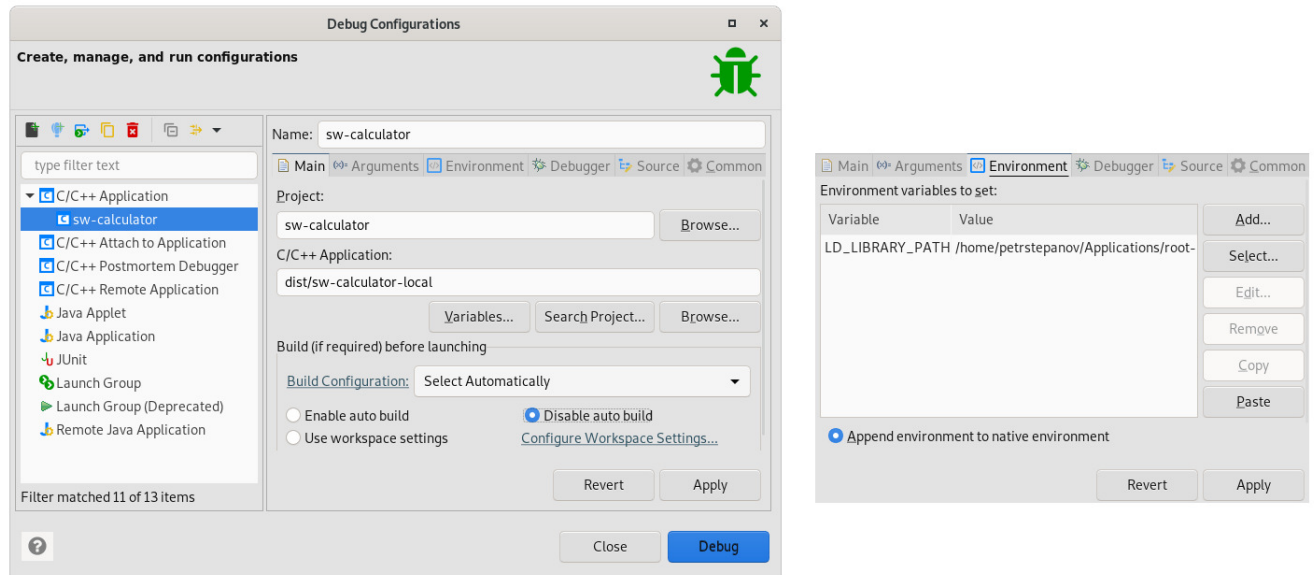 Debug Configurations
Create, manage, and run configurations
type filter text
C/C++ Application
sw-calculator
C/C++ Attach to Application
C/C++ Postmortem Debugger
C/C++ Remote Application
Java Applet
Java Application
JUnit
Launch Group
Launch Group (Deprecated)
Remote Java Application
Filter matched 11 of 13 items
Name: sw-calculator
Main Arguments Environment Debugger Source Common
Project:
sw-calculator Browse...
C/C++ Application:
dist/sw-calculator-local
Variables... Search Project... Browse...
Build (if required) before launching
Build Configuration: Select Automatically
Enable auto build Disable auto build
Use workspace settings Configure Workspace Settings...
Revert Apply
Close Debug
Main Arguments Environment Debugger Source Common
Environment variables to set:
Variable Value Add...
LD_LIBRARY_PATH /home/petrstepanov/Applications/root-
Select...
Edit...
Remove
Copy
Paste
Append environment to native environment
Revert Apply